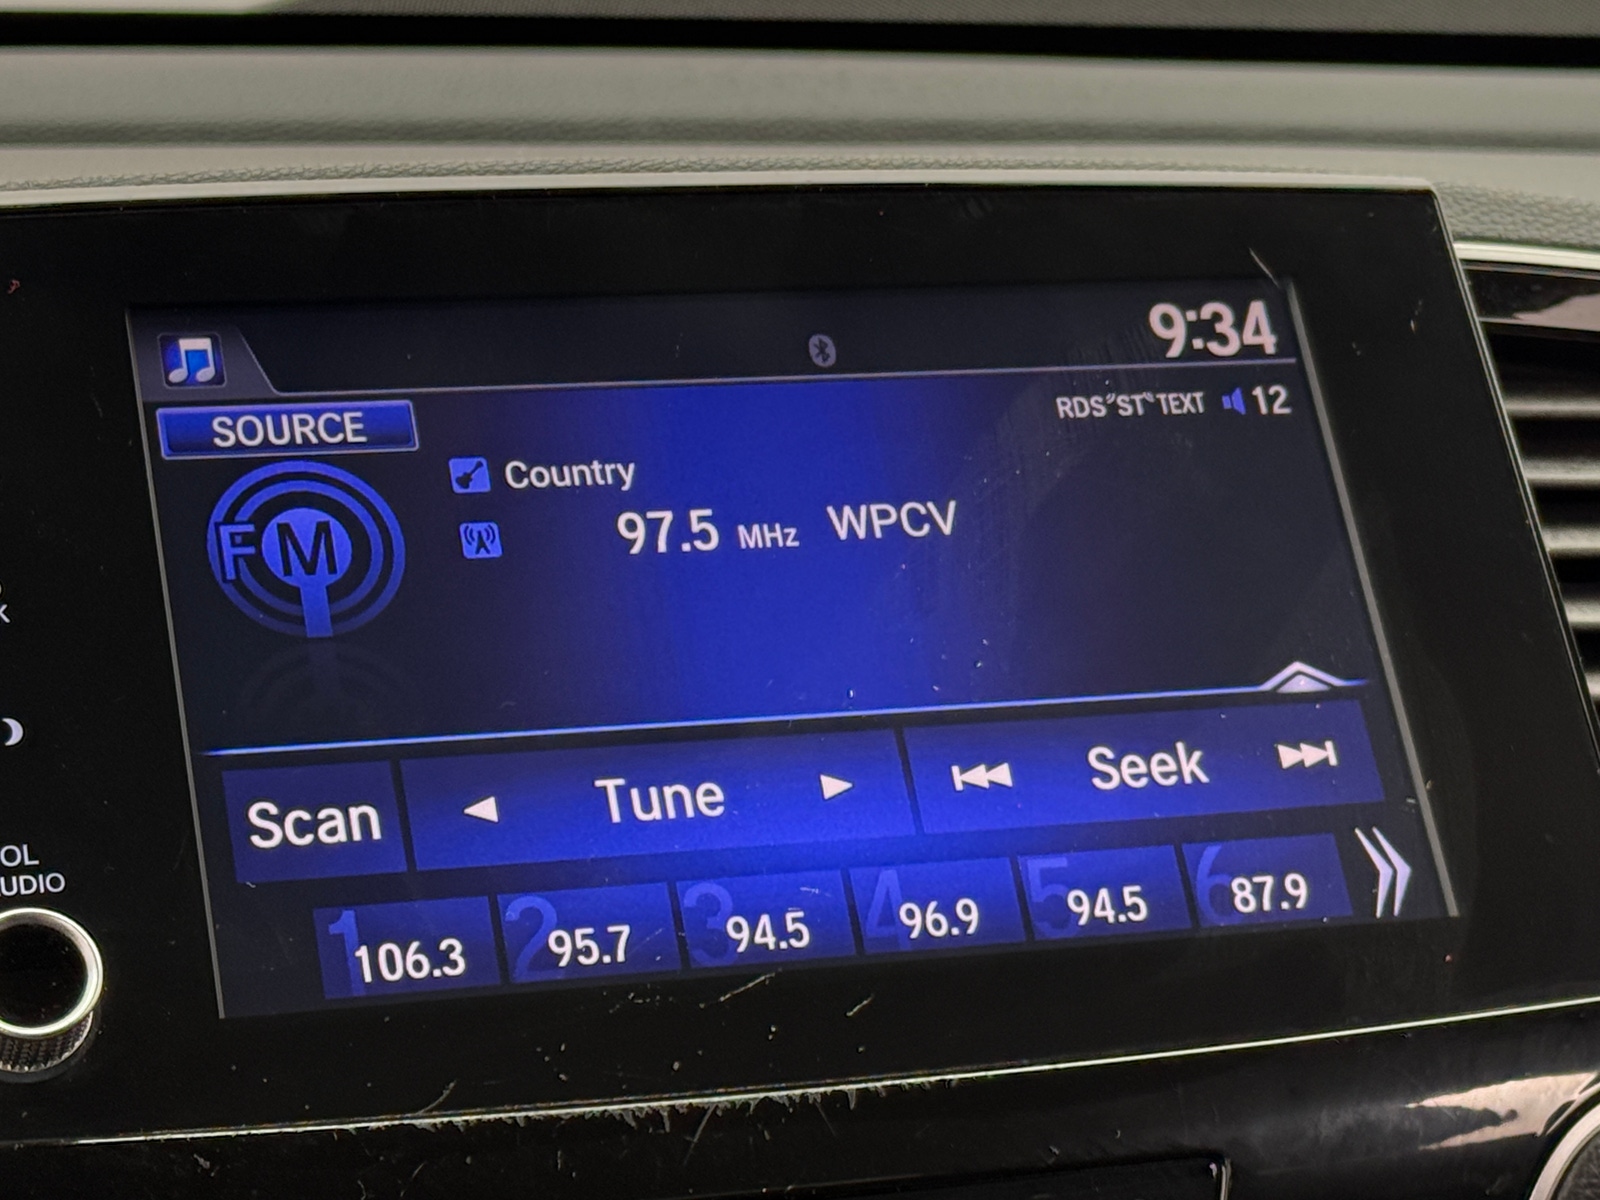 9:34
SOURCE
RDS ST TEXT 12
Country
FM
97.5 MHz WPCV
Scan Tune Seek
OL
UDIO
1 106.3 2 95.7 3 94.5 4 96.9 5 94.5 6 87.9